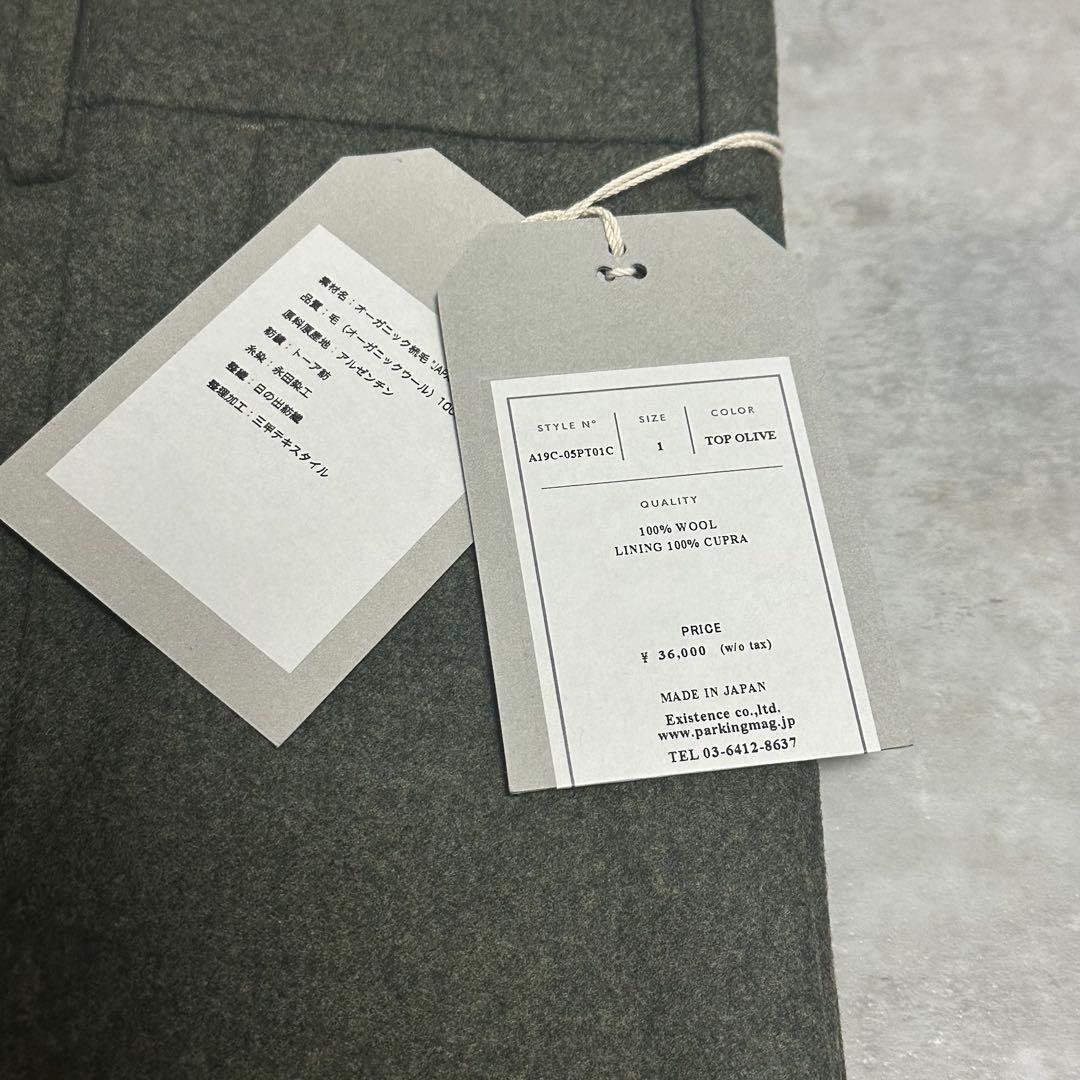 素材名：オーガニック梳毛 "JAP
品質：毛（オーガニックウール）100
原料原産地：アルゼンチン
紡績：トーア紡
糸染：永田染工
整織：日の出紡織
整理加工：三甲テキスタイル
STYLE Nº
A19C-05PT01C
SIZE
1
COLOR
TOP OLIVE
QUALITY
100% WOOL
LINING 100% CUPRA
PRICE
¥ 36,000 (w/o tax)
MADE IN JAPAN
Existence co.,ltd.
www.parkingmag.jp
TEL 03-6412-8637